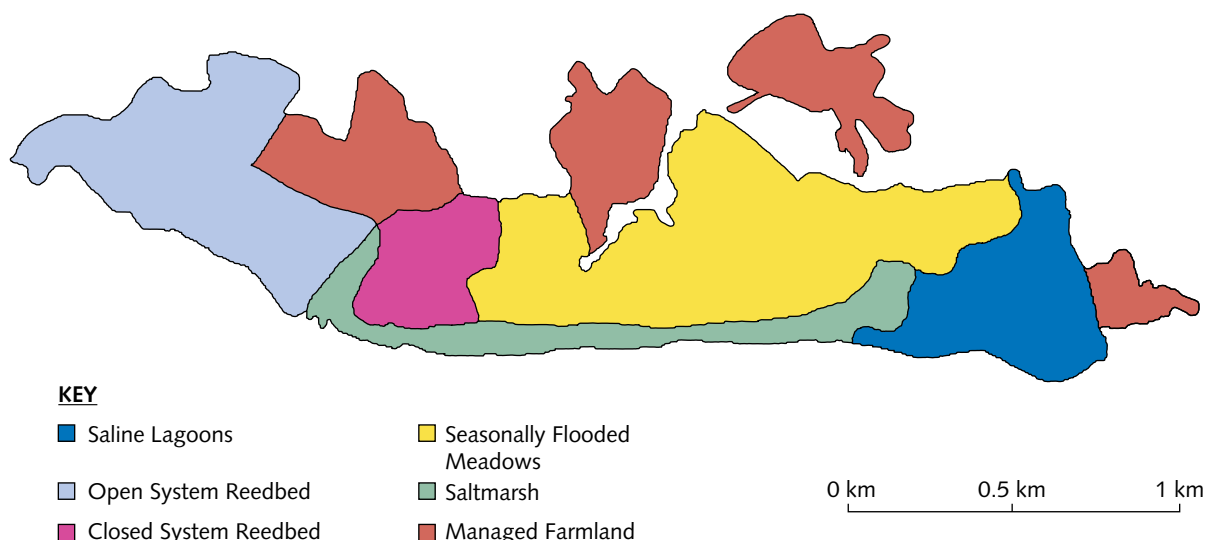 KEY
Saline Lagoons
Open System Reedbed
Closed System Reedbed
Seasonally Flooded
Meadows
Saltmarsh
Managed Farmland
0 km 0.5 km 1 km